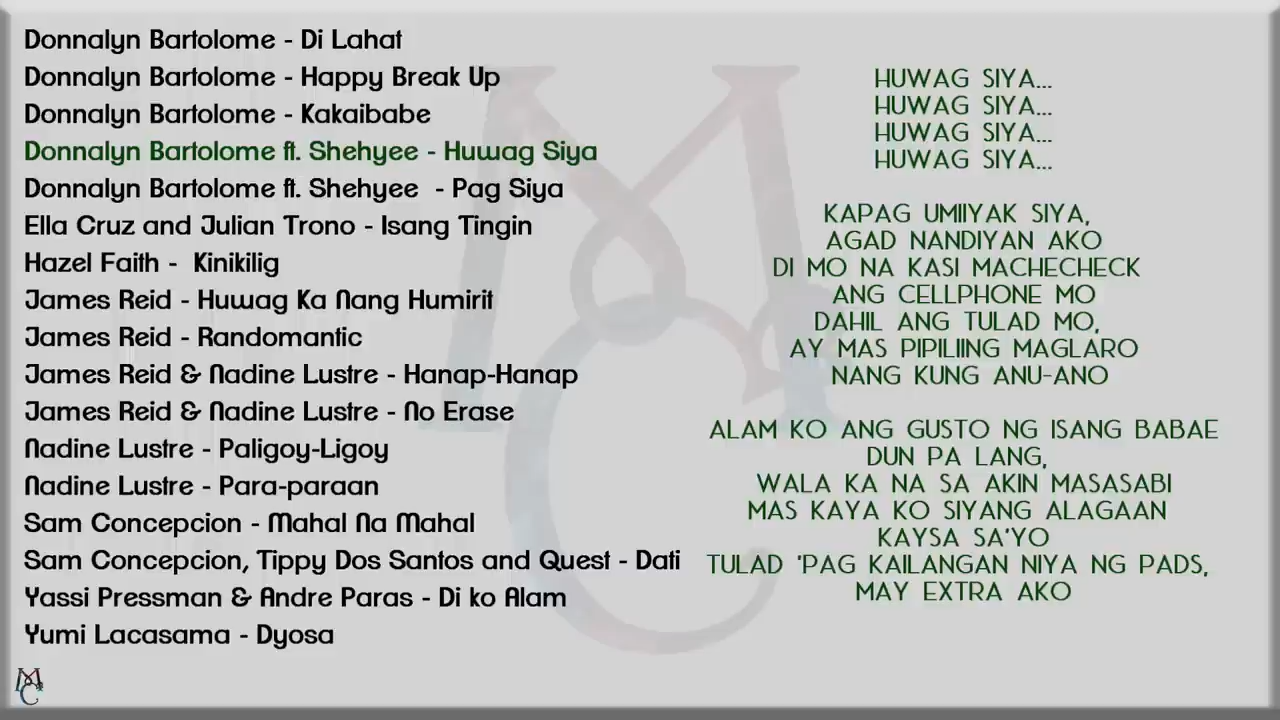 Donnalyn Bartolome - Di Lahat
Donnalyn Bartolome - Happy Break Up
Donnalyn Bartolome - Kakaibabe
Donnalyn Bartolome ft. Shehyee - Huwag Siya
Donnalyn Bartolome ft. Shehyee - Pag Siya
Ella Cruz and Julian Trono - Isang Tingin
Hazel Faith - Kinikilig
James Reid - Huwag Ka Nang Humirit
James Reid - Randomantic
James Reid & Nadine Lustre - Hanap-Hanap
James Reid & Nadine Lustre - No Erase
Nadine Lustre - Paligoy-Ligoy
Nadine Lustre - Para-paraan
Sam Concepcion - Mahal Na Mahal
Sam Concepcion, Tippy Dos Santos and Quest - Dati
Yassi Pressman & Andre Paras - Di ko Alam
Yumi Lacasama - Dyosa
HUWAG SIYA...
HUWAG SIYA...
HUWAG SIYA...
HUWAG SIYA...
KAPAG UMIIYAK SIYA,
AGAD NANDIYAN AKO
DI MO NA KASI MACHECHECK
ANG CELLPHONE MO
DAHIL ANG TULAD MO,
AY MAS PIPILIING MAGLARO
NANG KUNG ANU-ANO
ALAM KO ANG GUSTO NG ISANG BABAE
DUN PA LANG,
WALA KA NA SA AKIN MASASABI
MAS KAYA KO SIYANG ALAGAAN
KAYSA SA'YO
TULAD 'PAG KAILANGAN NIYA NG PADS,
MAY EXTRA AKO
MC